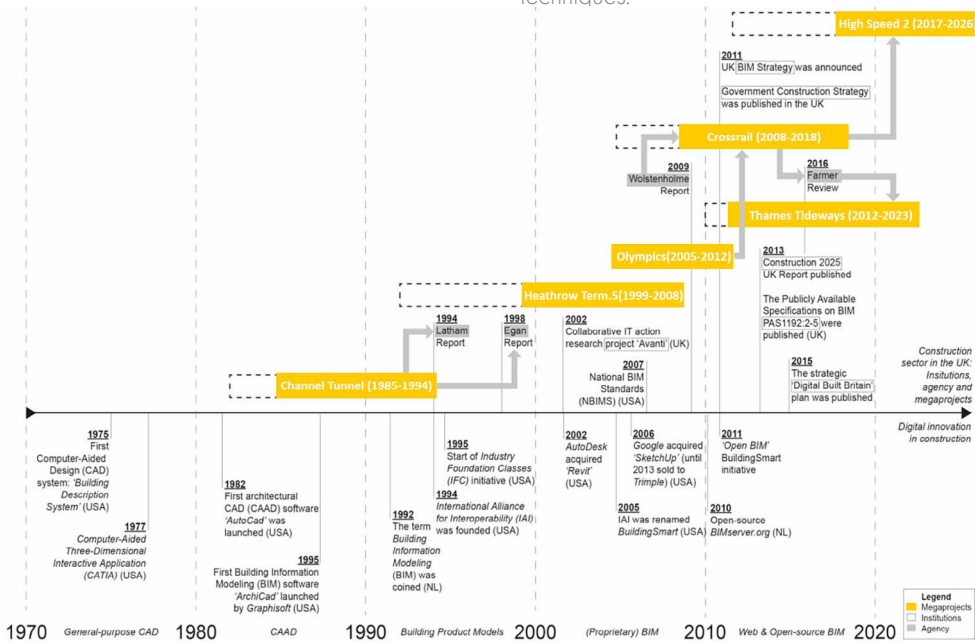 techniques.
High Speed 2 (2017-2026)
2011
UK BIM Strategy was announced
Government Construction Strategy
was published in the UK
Crossrail (2008-2018)
2009
Wolstenholme
Report
2016
Farmer
Review
Thames Tideways (2012-2023)
Olympics(2005-2012)
2013
Construction 2025
UK Report published
The Publicly Available
Specifications on BIM
PAS1192:2-5 were
published (UK)
Heathrow Term.5(1999-2008)
1994
Latham
Report
1998
Egan
Report
2002
Collaborative IT action
research project 'Avanti' (UK)
2007
National BIM
Standards
(NBIMS) (USA)
2015
The strategic
'Digital Built Britain'
plan was published
Channel Tunnel (1985-1994)
Construction
sector in the UK:
Insitutions,
agency and
megaprojects
Digital innovation
in construction
1975
First
Computer-Aided
Design (CAD)
system: 'Building
Description
System' (USA)
1977
Computer-Aided
Three-Dimensional
Interactive Application
(CATIA) (USA)
1982
First architectural
CAD (CAAD) software
'AutoCad' was
launched (USA)
1995
First Building Information
Modeling (BIM) software
'ArchiCad' launched
by Graphisoft (USA)
1992
The term
Building
Information
Modeling
(BIM) was
coined (NL)
1995
Start of Industry
Foundation Classes
(IFC) initiative (USA)
1994
International Alliance
for Interoperability (IAI)
was founded (USA)
2002
AutoDesk
acquired
'Revit'
(USA)
2006
Google acquired
'SketchUp' (until
2013 sold to
Trimple) (USA)
2005
IAI was renamed
BuildingSmart (USA)
2011
'Open BIM'
BuildingSmart
initiative
2010
Open-source
BIMserver.org (NL)
Legend
Megaprojects
Institutions
Agency
1970
General-purpose CAD
1980
CAAD
1990
Building Product Models
2000
(Proprietary) BIM
2010
Web & Open-source BIM
2020